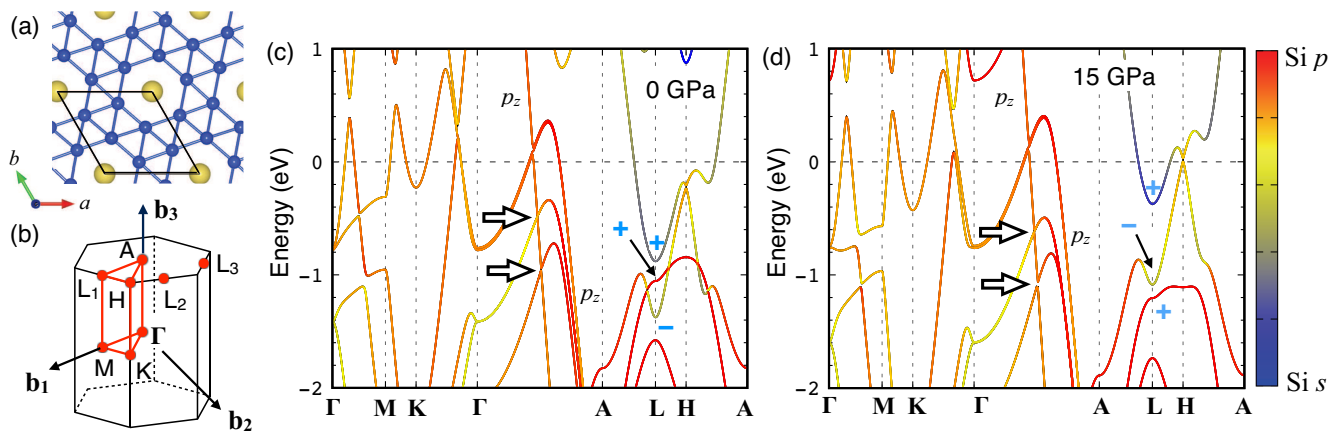 (a)
b
a
(b)
b3
A
L3
L1
H
L2
Γ
M
K
b1
b2
(c)
Energy (eV)
1
0
−1
−2
0 GPa
pz
pz
+
+
−
Γ
M
K
Γ
A
L
H
A
(d)
Energy (eV)
1
0
−1
−2
15 GPa
pz
pz
+
−
+
Γ
M
K
Γ
A
L
H
A
Si p
Si s